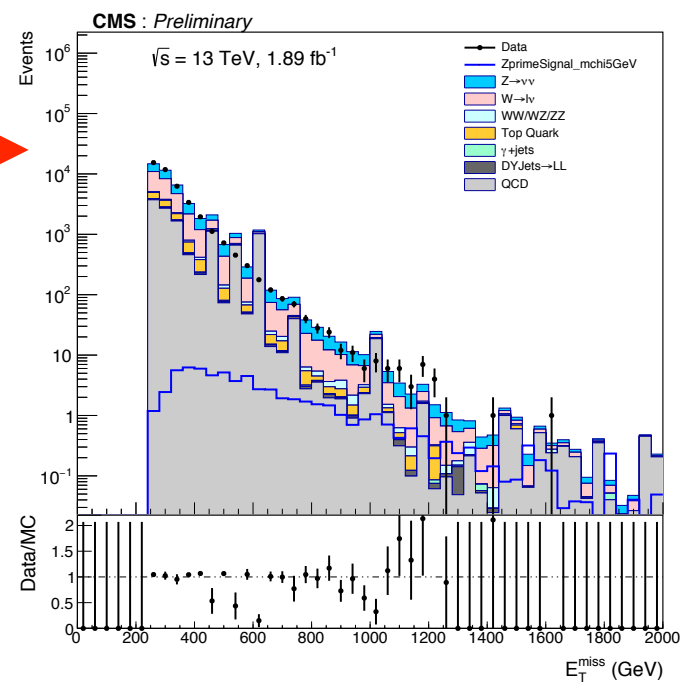 CMS : Preliminary
√s = 13 TeV, 1.89 fb⁻¹
Events
10⁶
10⁵
10⁴
10³
10²
10
1
10⁻¹
Data
ZprimeSignal_mchi5GeV
Z→νν
W→lν
WW/WZ/ZZ
Top Quark
γ+jets
DYJets→LL
QCD
Data/MC
2
1.5
1
0.5
0
0 200 400 600 800 1000 1200 1400 1600 1800 2000
E_T^miss (GeV)